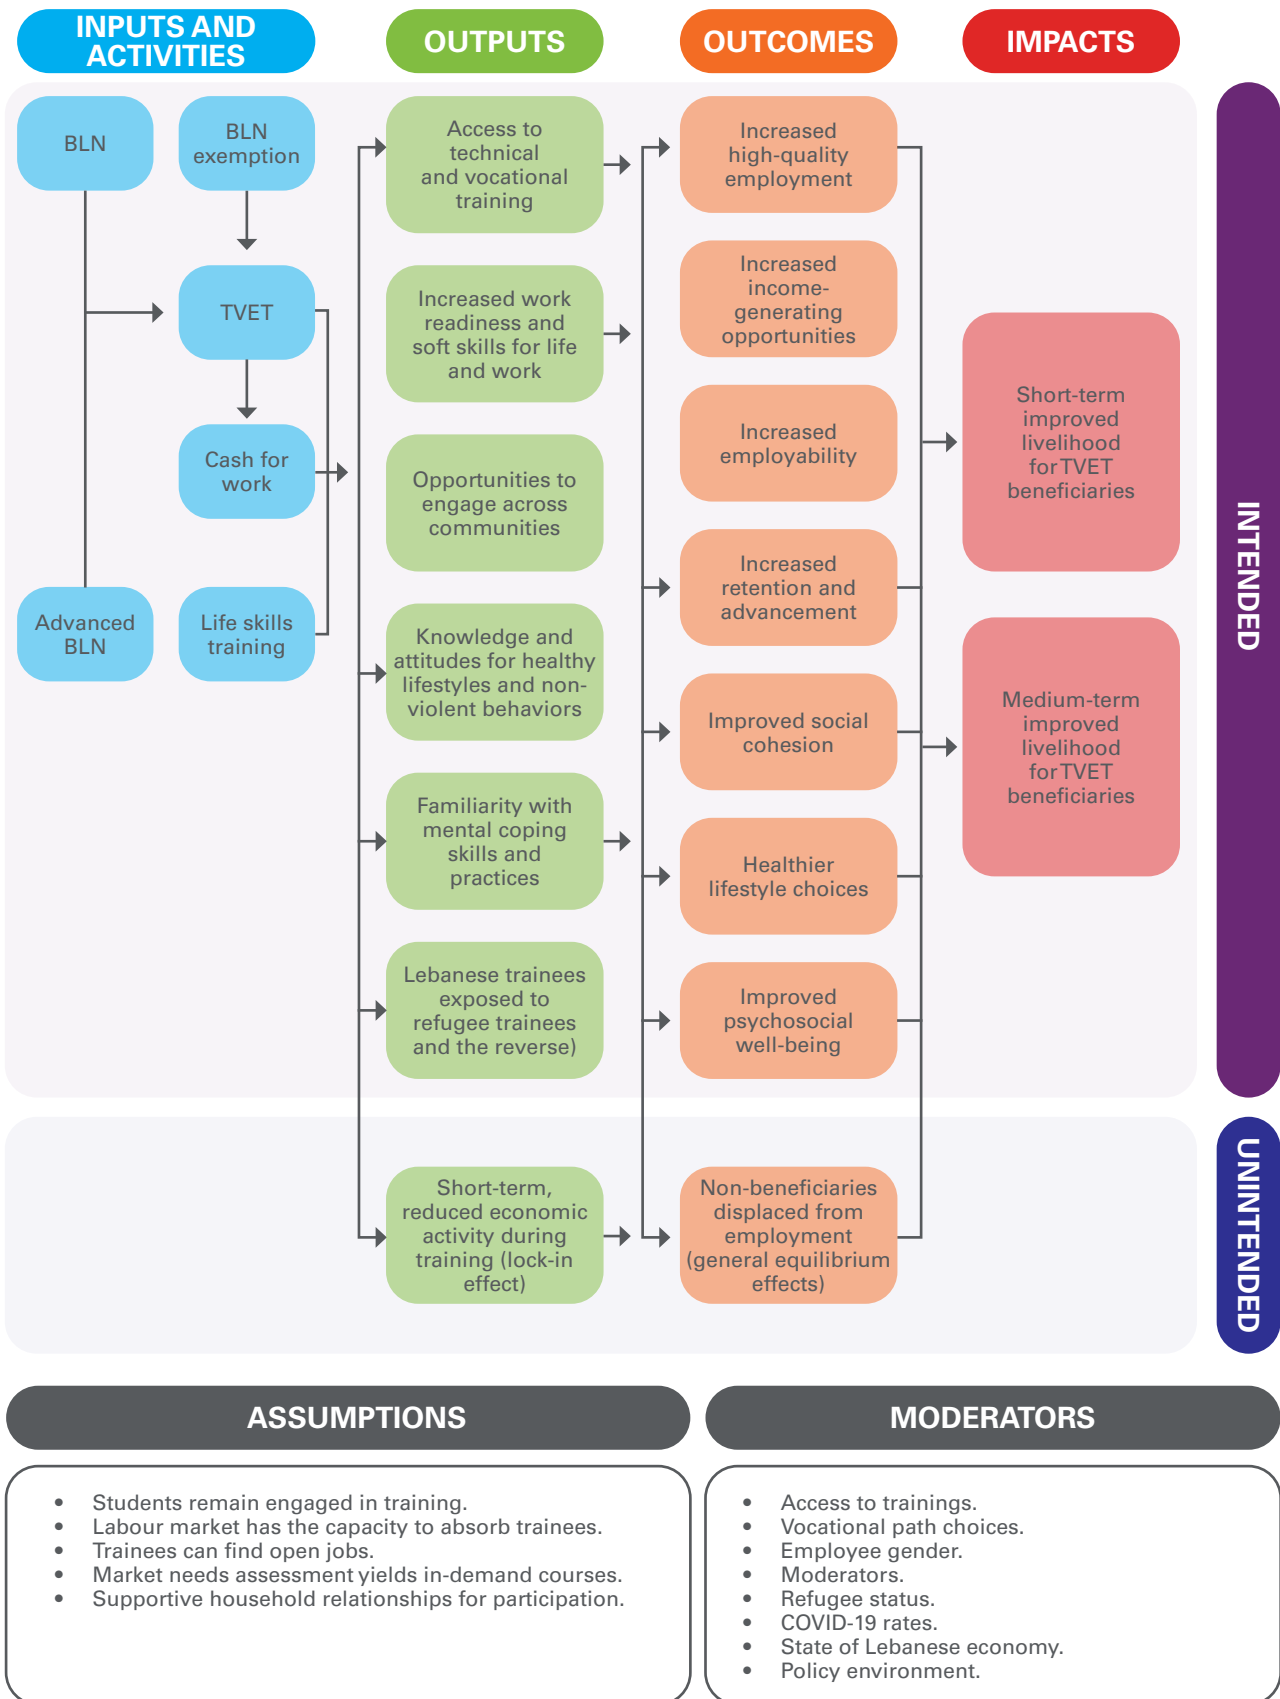 INPUTS AND
ACTIVITIES
OUTPUTS
OUTCOMES
IMPACTS
BLN
BLN
exemption
TVET
Cash for
work
Advanced
BLN
Life skills
training
Access to
technical
and vocational
training
Increased work
readiness and
soft skills for life
and work
Opportunities to
engage across
communities
Knowledge and
attitudes for healthy
lifestyles and non-
violent behaviors
Familiarity with
mental coping
skills and
practices
Lebanese trainees
exposed to
refugee trainees
and the reverse)
Short-term,
reduced economic
activity during
training (lock-in
effect)
Increased
high-quality
employment
Increased
income-
generating
opportunities
Increased
employability
Increased
retention and
advancement
Improved social
cohesion
Healthier
lifestyle choices
Improved
psychosocial
well-being
Non-beneficiaries
displaced from
employment
(general equilibrium
effects)
Short-term
improved
livelihood
for TVET
beneficiaries
Medium-term
improved
livelihood
for TVET
beneficiaries
INTENDED
UNINTENDED
ASSUMPTIONS
• Students remain engaged in training.
• Labour market has the capacity to absorb trainees.
• Trainees can find open jobs.
• Market needs assessment yields in-demand courses.
• Supportive household relationships for participation.
MODERATORS
• Access to trainings.
• Vocational path choices.
• Employee gender.
• Moderators.
• Refugee status.
• COVID-19 rates.
• State of Lebanese economy.
• Policy environment.